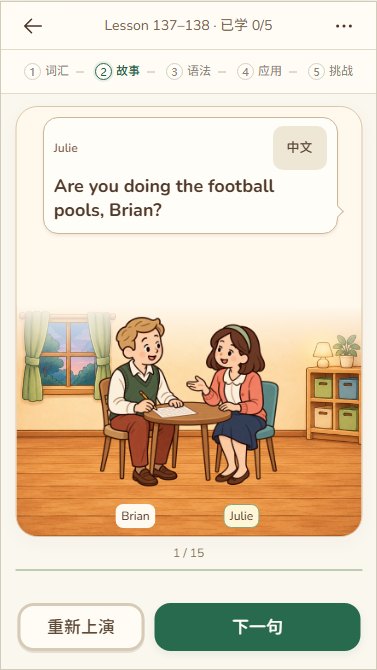 Lesson 137–138 · 已学 0/5
1 词汇
2 故事
3 语法
4 应用
5 挑战
Julie
中文
Are you doing the football
pools, Brian?
Brian
Julie
1 / 15
重新上演
下一句